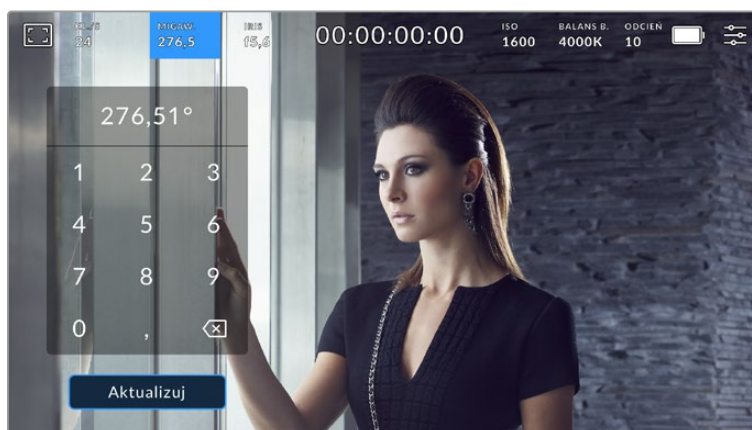 KL./S MIGAW. IRIS 00:00:00:00 ISO BALANS B. ODCIEŃ
24 276,5 f5,6 1600 4000K 10
276,51°
1 2 3
4 5 6
7 8 9
0 ,
Aktualizuj